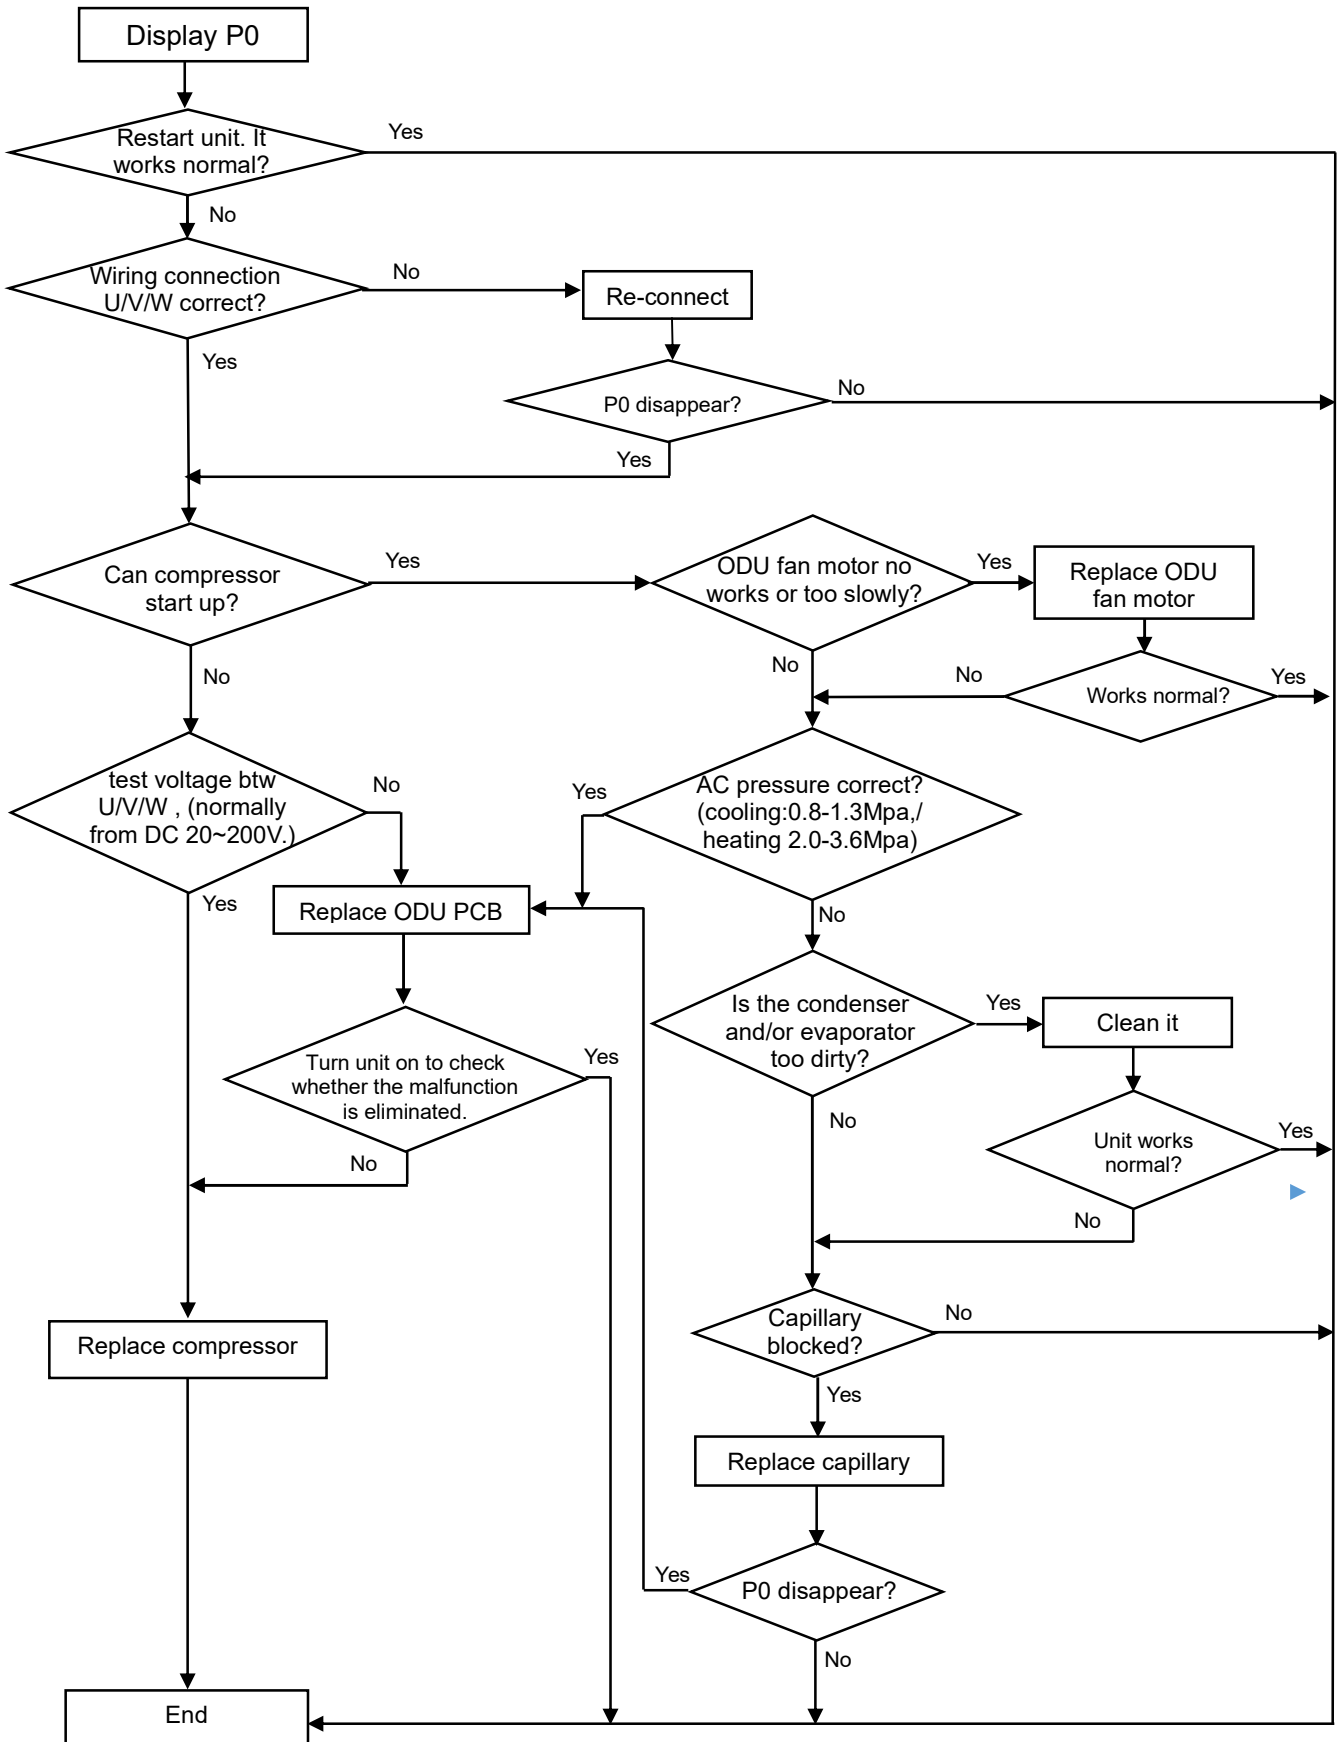 Display P0
Restart unit. It
works normal?
Yes
No
Wiring connection
U/V/W correct?
No
Re-connect
Yes
P0 disappear?
No
Yes
Can compressor
start up?
Yes
ODU fan motor no
works or too slowly?
Yes
Replace ODU
fan motor
No
No
Works normal?
No
Yes
test voltage btw
U/V/W , (normally
from DC 20~200V.)
No
Yes
AC pressure correct?
(cooling:0.8-1.3Mpa,/
heating 2.0-3.6Mpa)
Yes
Replace ODU PCB
No
Is the condenser
and/or evaporator
too dirty?
Yes
Clean it
Turn unit on to check
whether the malfunction
is eliminated.
Yes
No
No
Unit works
normal?
Yes
No
Capillary
blocked?
No
Replace compressor
Yes
Replace capillary
Yes
P0 disappear?
No
End